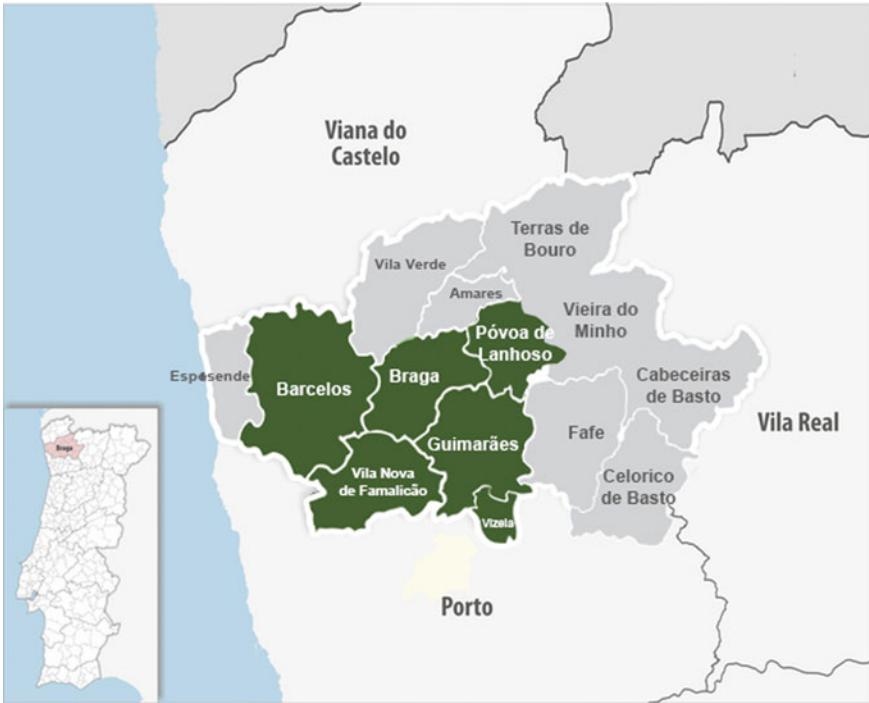 Viana do
Castelo
Terras de
Bouro
Vila Verde
Amares
Vieira do
Minho
Póvoa de
Lanhoso
Esposende
Barcelos
Braga
Cabeceiras
de Basto
Vila Real
Fafe
Guimarães
Vila Nova
de Famalicão
Celorico
de Basto
Vizela
Porto
Braga